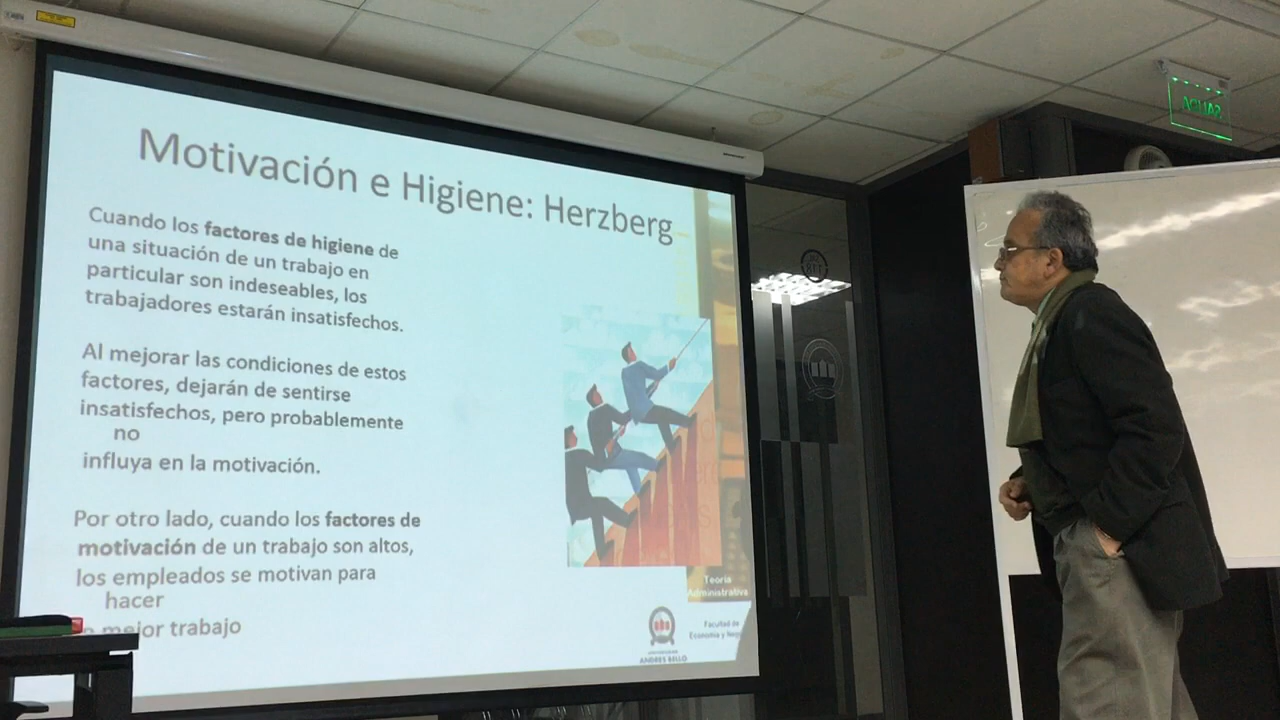 Motivación e Higiene: Herzberg
Cuando los factores de higiene de
una situación de un trabajo en
particular son indeseables, los
trabajadores estarán insatisfechos.
Al mejorar las condiciones de estos
factores, dejarán de sentirse
insatisfechos, pero probablemente
no
influya en la motivación.
Por otro lado, cuando los factores de
motivación de un trabajo son altos,
los empleados se motivan para
hacer
mejor trabajo
Teoría
Administrativa
Facultad de
Economía y
UNIVERSIDAD
ANDRES BELLO
SALIDA
118